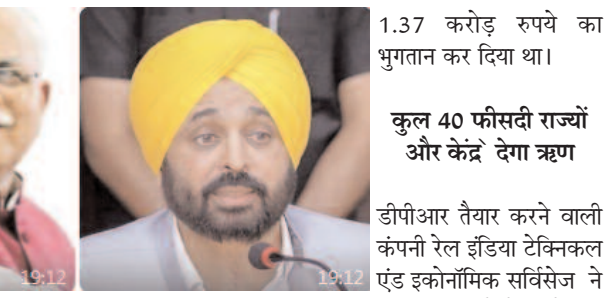 19:12
19:12
1.37 करोड़ रुपये का
भुगतान कर दिया था।
कुल 40 फीसदी राज्यों
और केंद्र` देगा ऋण
डीपीआर तैयार करने वाली
कंपनी रेल इंडिया टेक्निकल
एंड इकोनॉमिक सर्विसेज ने